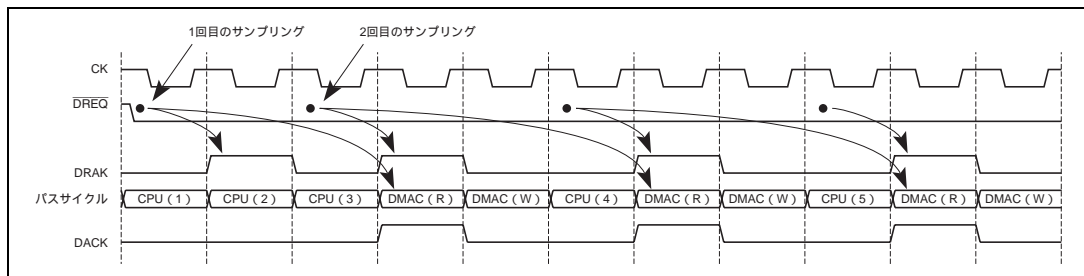 1回目のサンプリング 2回目のサンプリング
CK
DREQ
DRAK
バスサイクル CPU（1） CPU（2） CPU（3） DMAC（R） DMAC（W） CPU（4） DMAC（R） DMAC（W） CPU（5） DMAC（R） DMAC（W）
DACK